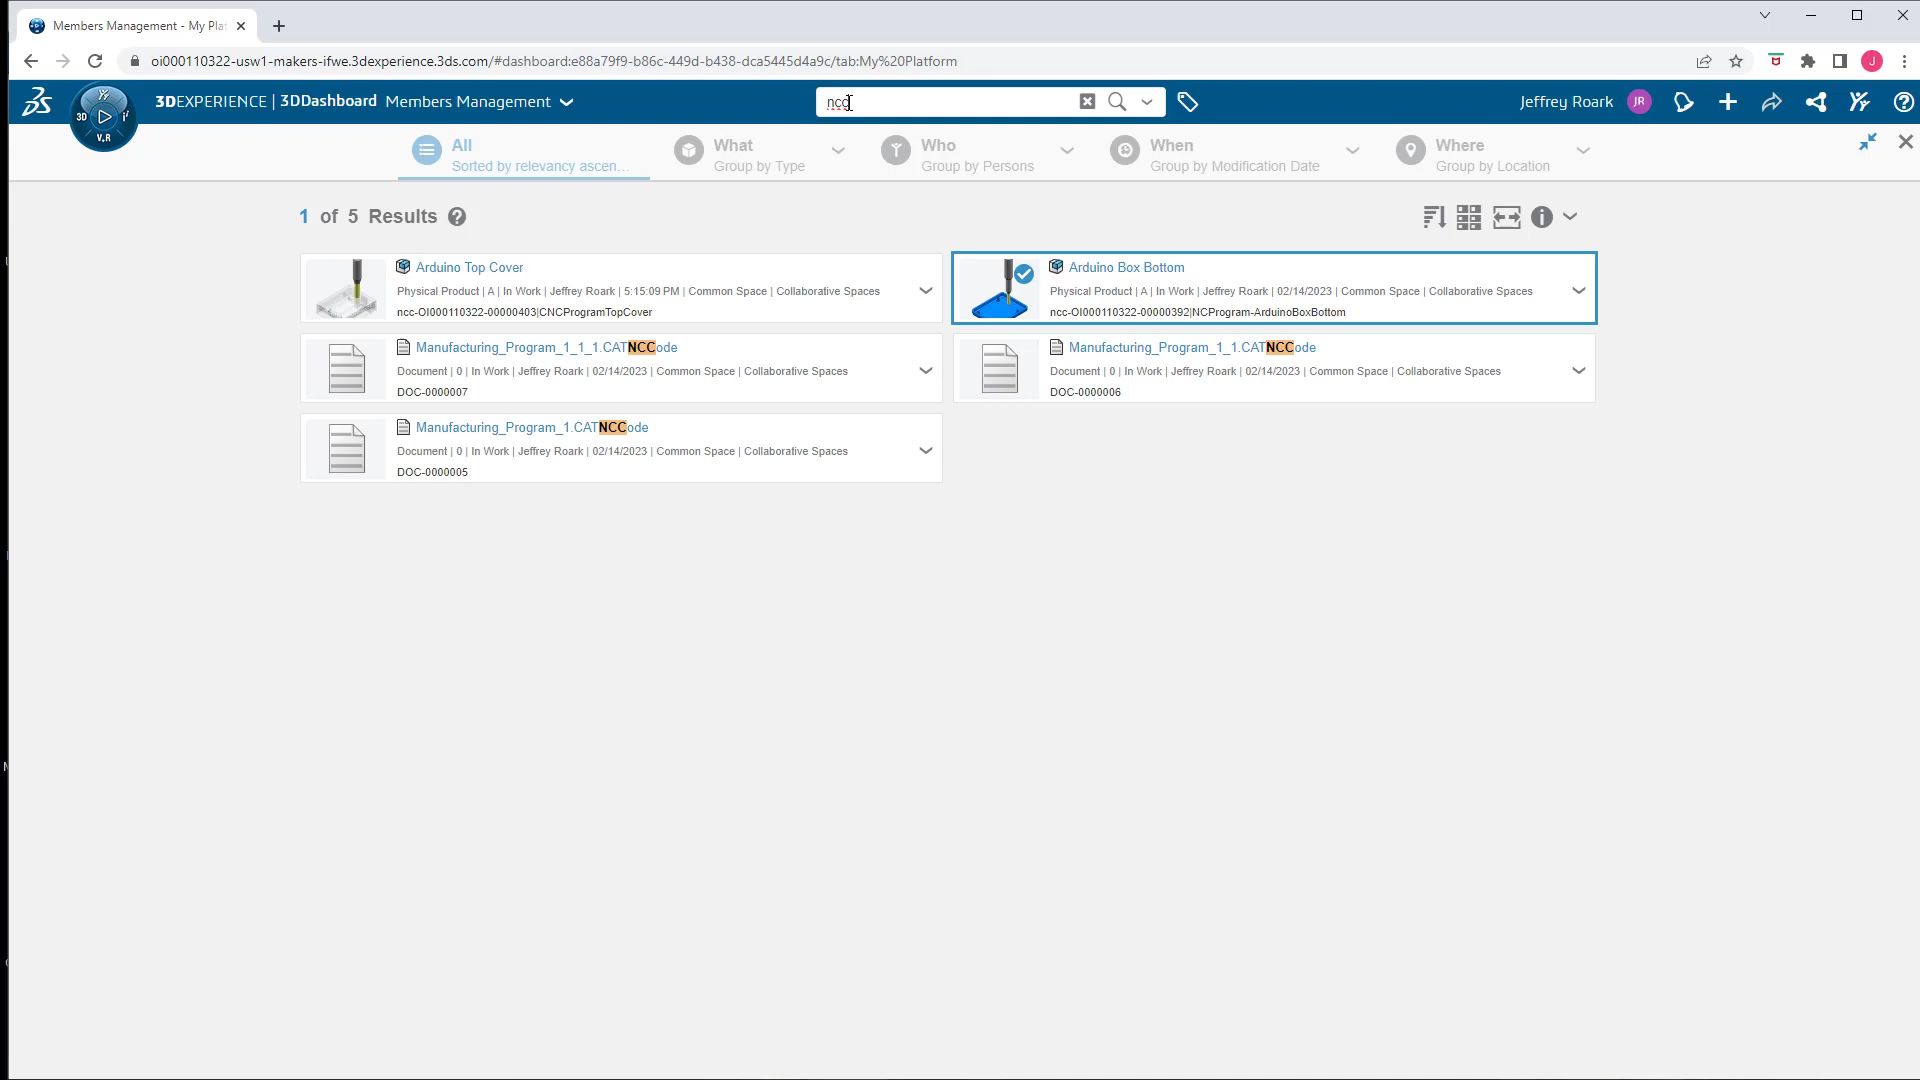 Members Management - My Plat
oi000110322-usw1-makers-ifwe.3dexperience.3ds.com/#dashboard:e88a79f9-b86c-449d-b438-dca5445d4a9c/tab:My%20Platform
J
3DEXPERIENCE | 3DDashboard Members Management
ncc
Jeffrey Roark JR
3D
V.R
All
Sorted by relevancy ascen...
What
Group by Type
Who
Group by Persons
When
Group by Modification Date
Where
Group by Location
1 of 5 Results
Arduino Top Cover
Physical Product | A | In Work | Jeffrey Roark | 5:15:09 PM | Common Space | Collaborative Spaces
ncc-OI000110322-00000403|CNCProgramTopCover
Arduino Box Bottom
Physical Product | A | In Work | Jeffrey Roark | 02/14/2023 | Common Space | Collaborative Spaces
ncc-OI000110322-00000392|NCProgram-ArduinoBoxBottom
Manufacturing_Program_1_1_1.CATNCCode
Document | 0 | In Work | Jeffrey Roark | 02/14/2023 | Common Space | Collaborative Spaces
DOC-0000007
Manufacturing_Program_1_1.CATNCCode
Document | 0 | In Work | Jeffrey Roark | 02/14/2023 | Common Space | Collaborative Spaces
DOC-0000006
Manufacturing_Program_1.CATNCCode
Document | 0 | In Work | Jeffrey Roark | 02/14/2023 | Common Space | Collaborative Spaces
DOC-0000005